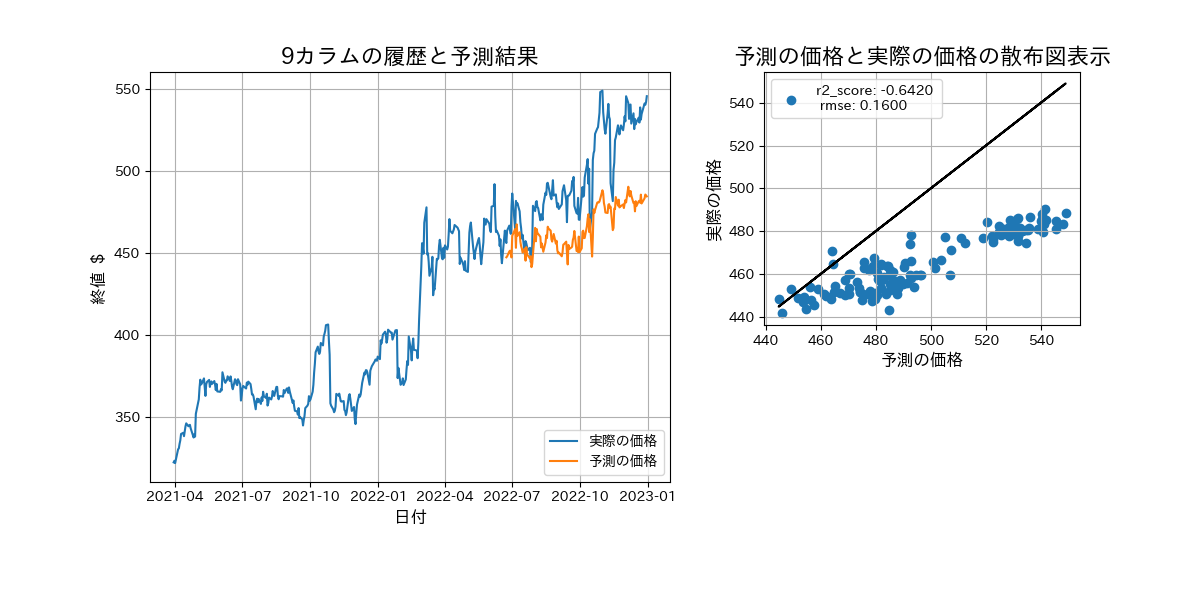 9カラムの履歴と予測結果
550
500
450
400
350
終値 $
2021-04 2021-07 2021-10 2022-01 2022-04 2022-07 2022-10 2023-01
日付
実際の価格
予測の価格
予測の価格と実際の価格の散布図表示
r2_score: -0.6420
rmse: 0.1600
540
520
500
480
460
440
実際の価格
440 460 480 500 520 540
予測の価格